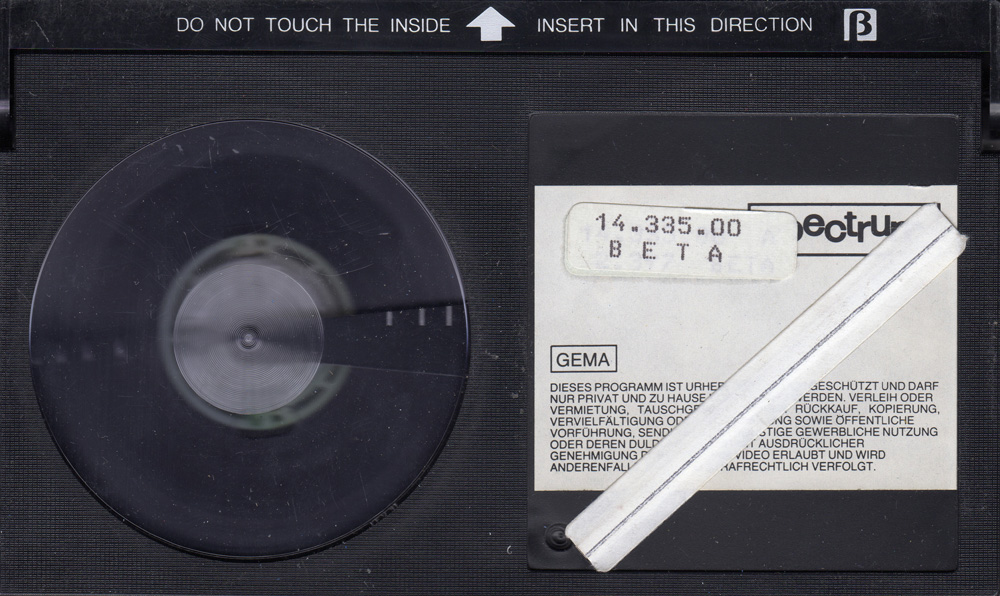 DO NOT TOUCH THE INSIDE INSERT IN THIS DIRECTION β
14.335.00
BETA
GEMA
DIESES PROGRAMM IST GESCHÜTZT UND DARF
NUR PRIVAT UND ZU HAUSE WERDEN. VERLEIH ODER
VERMIETUNG, RÜCKKAUF, KOPIERUNG,
VERVIELFÄLTIGUNG SOWIE ÖFFENTLICHE
VORFÜHRUNG, GEWERBLICHE NUTZUNG
ODER DEREN AUSDRÜCKLICHER
GENEHMIGUNG VIDEO ERLAUBT UND WIRD
VERFOLGT.